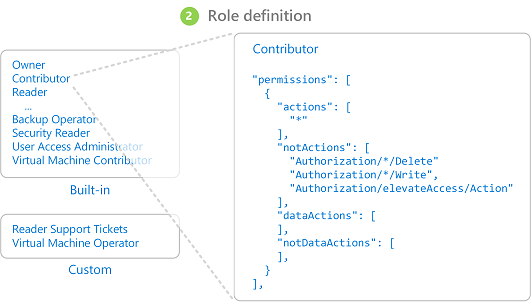 2 Role definition
Owner
Contributor
Reader
...
Backup Operator
Security Reader
User Access Administrator
Virtual Machine Contributor
Built-in
Reader Support Tickets
Virtual Machine Operator
Custom
Contributor
"permissions": [
{
"actions": [
"*"
],
"notActions": [
"Authorization/*/Delete"
"Authorization/*/Write",
"Authorization/elevateAccess/Action"
],
"dataActions": [
],
"notDataActions": [
],
}
],